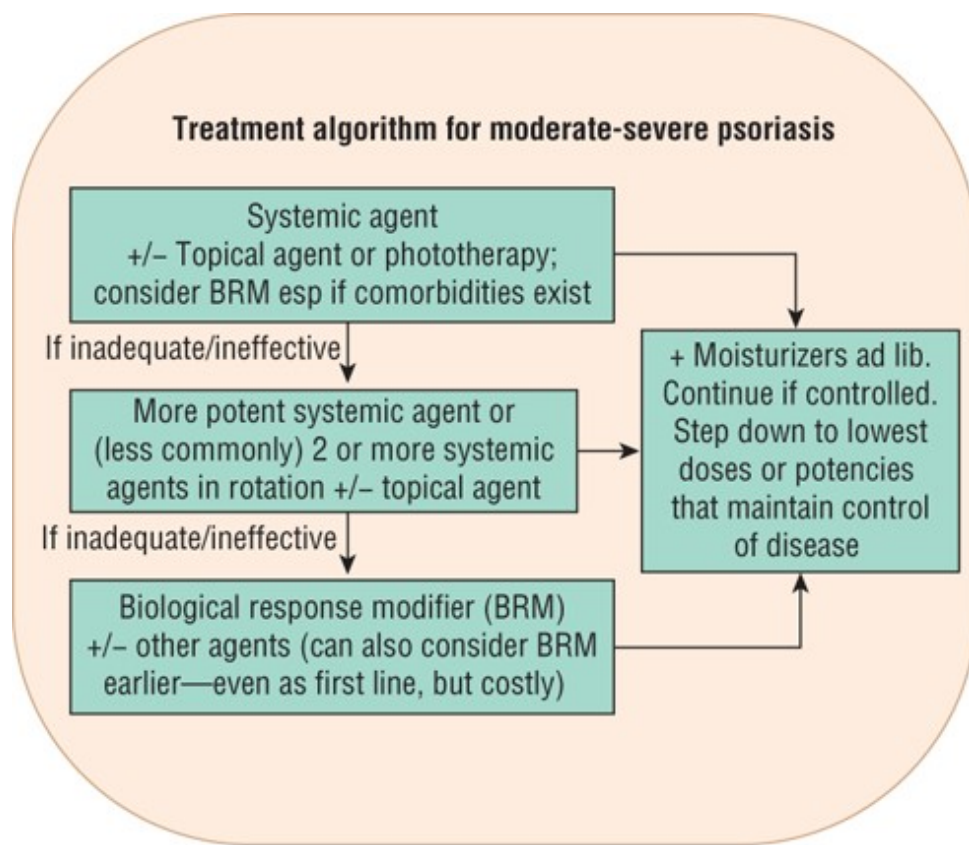 Treatment algorithm for moderate-severe psoriasis
Systemic agent
+/− Topical agent or phototherapy;
consider BRM esp if comorbidities exist
If inadequate/ineffective
More potent systemic agent or
(less commonly) 2 or more systemic
agents in rotation +/− topical agent
If inadequate/ineffective
Biological response modifier (BRM)
+/− other agents (can also consider BRM
earlier—even as first line, but costly)
+ Moisturizers ad lib.
Continue if controlled.
Step down to lowest
doses or potencies
that maintain control
of disease